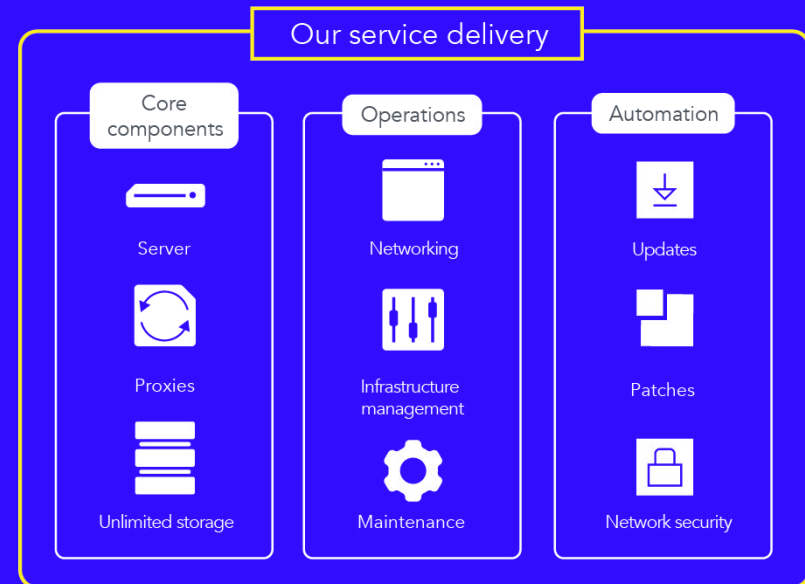 Our service delivery
Core
components
Server
Proxies
Unlimited storage
Operations
Networking
Infrastructure
management
Maintenance
Automation
Updates
Patches
Network security